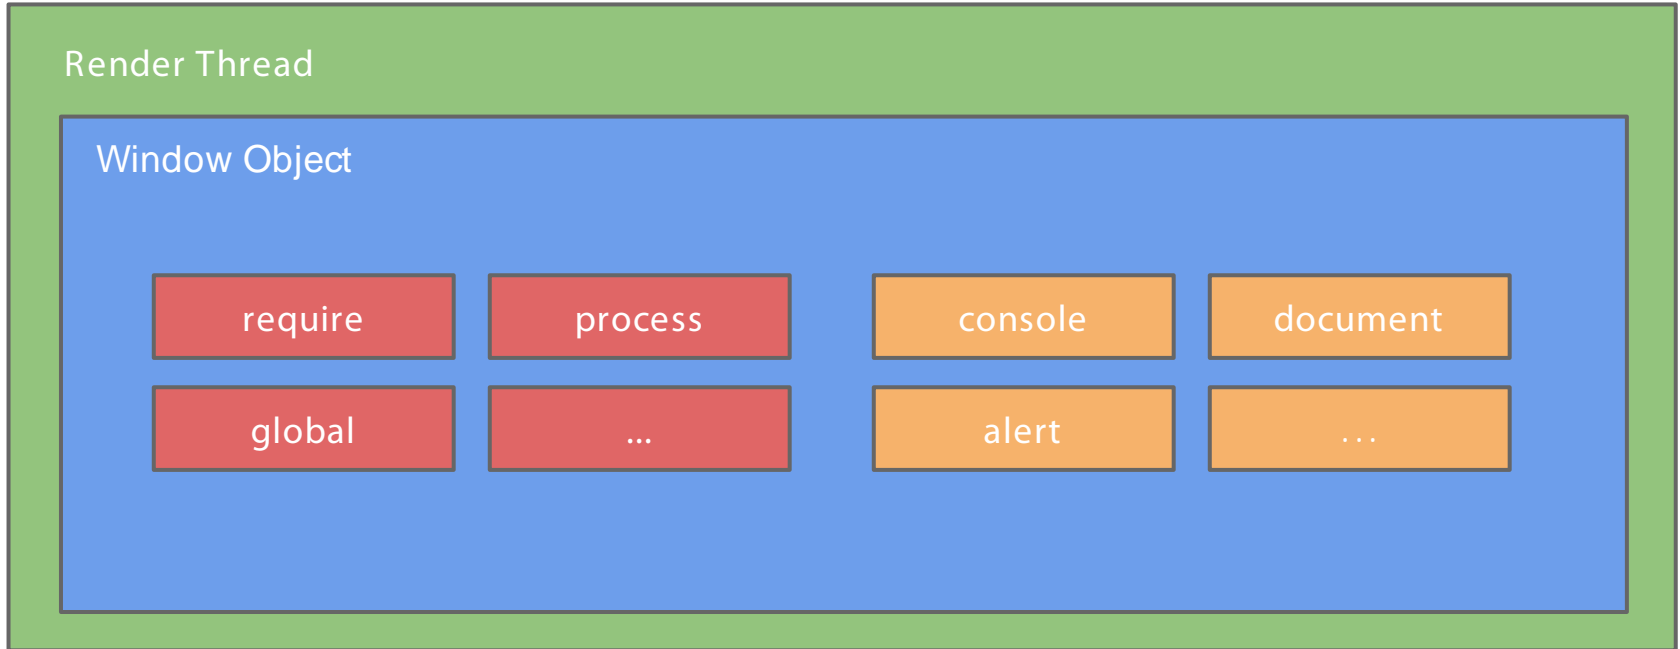 Render Thread
Window Object
require
process
console
document
global
...
alert
...